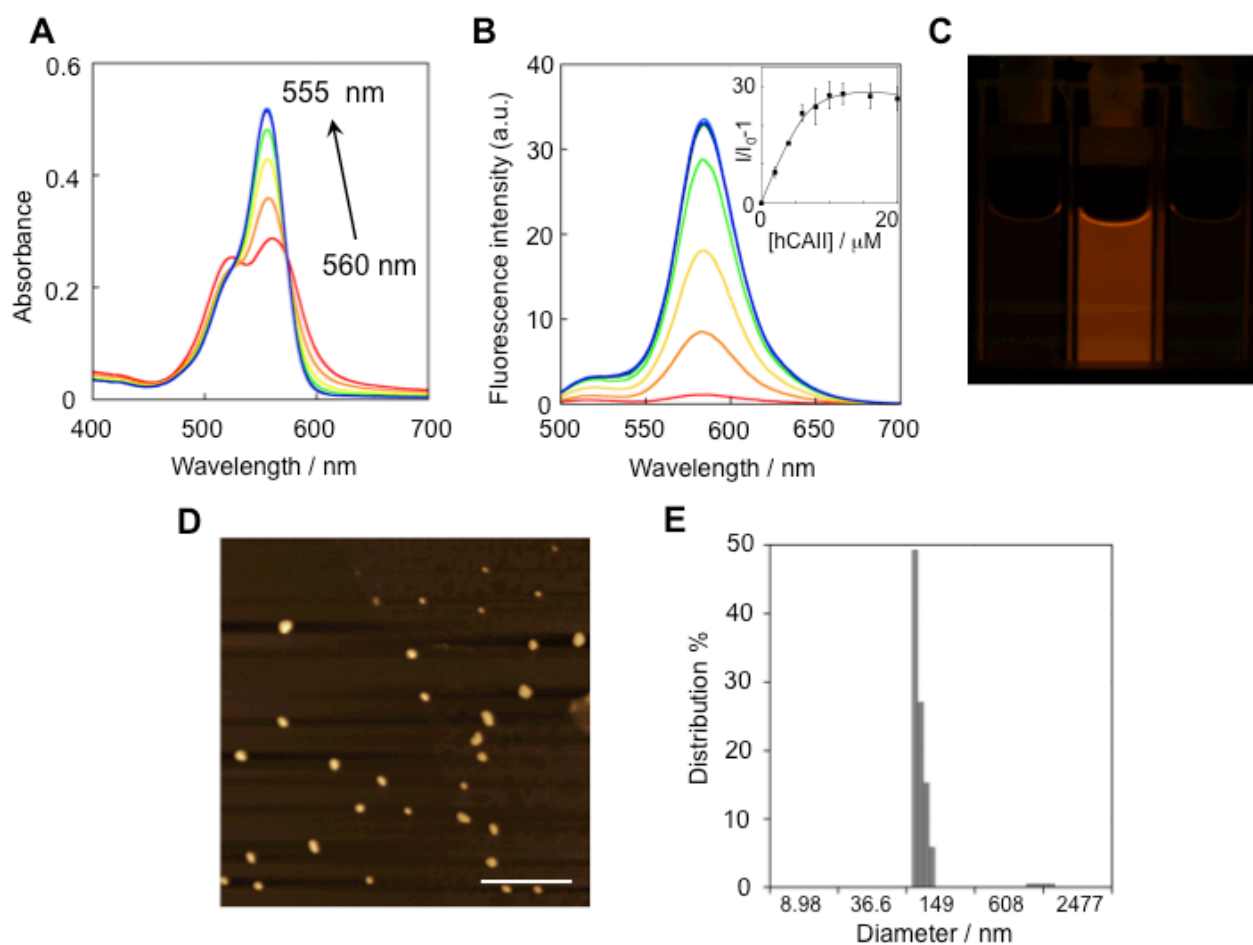 A
0.6
0.4
0.2
0
400
500
600
700
555 nm
560 nm
Absorbance
Wavelength / nm
B
40
30
20
10
0
500
550
600
650
700
Fluorescence intensity (a.u.)
Wavelength / nm
30
0
0
20
I/I0-1
[hCAII] / μM
C
D
E
50
40
30
20
10
0
8.98
36.6
149
608
2477
Distribution %
Diameter / nm